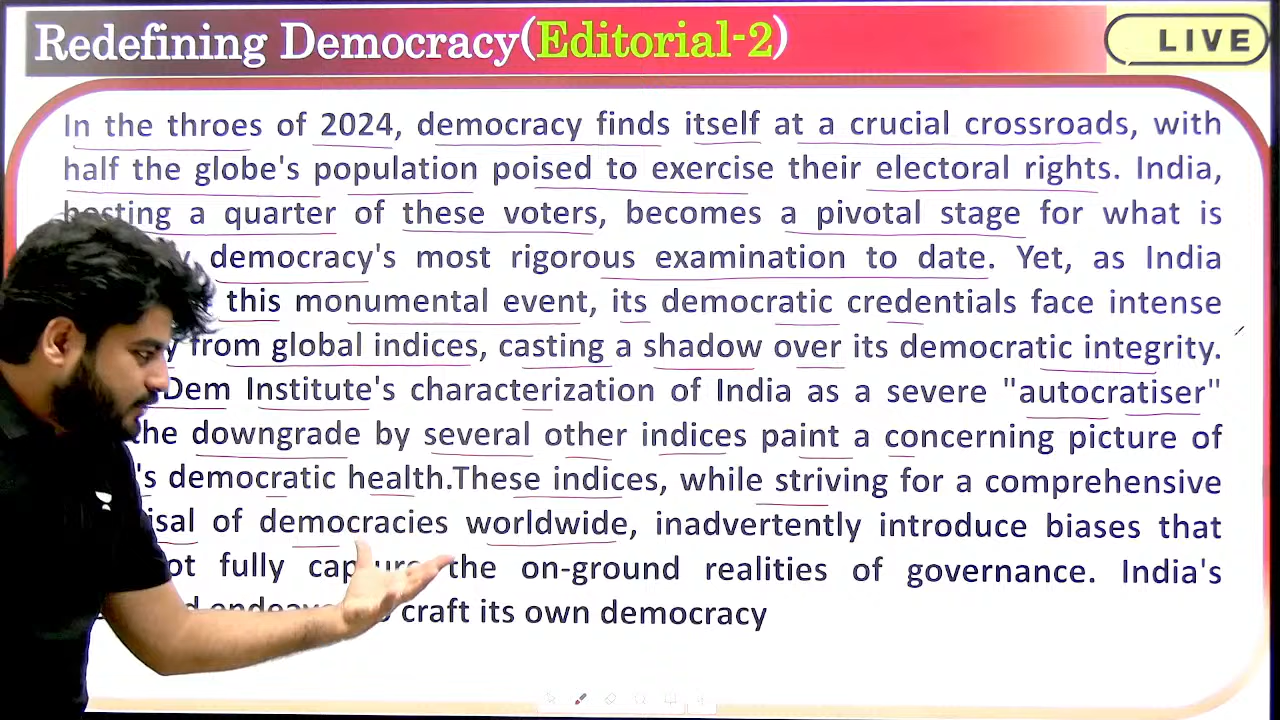 Redefining Democracy(Editorial-2)
LIVE
In the throes of 2024, democracy finds itself at a crucial crossroads, with
half the globe's population poised to exercise their electoral rights. India,
hosting a quarter of these voters, becomes a pivotal stage for what is
democracy's most rigorous examination to date. Yet, as India
this monumental event, its democratic credentials face intense
from global indices, casting a shadow over its democratic integrity.
Dem Institute's characterization of India as a severe "autocratiser"
the downgrade by several other indices paint a concerning picture of
's democratic health.These indices, while striving for a comprehensive
isal of democracies worldwide, inadvertently introduce biases that
fully capture the on-ground realities of governance. India's
craft its own democracy